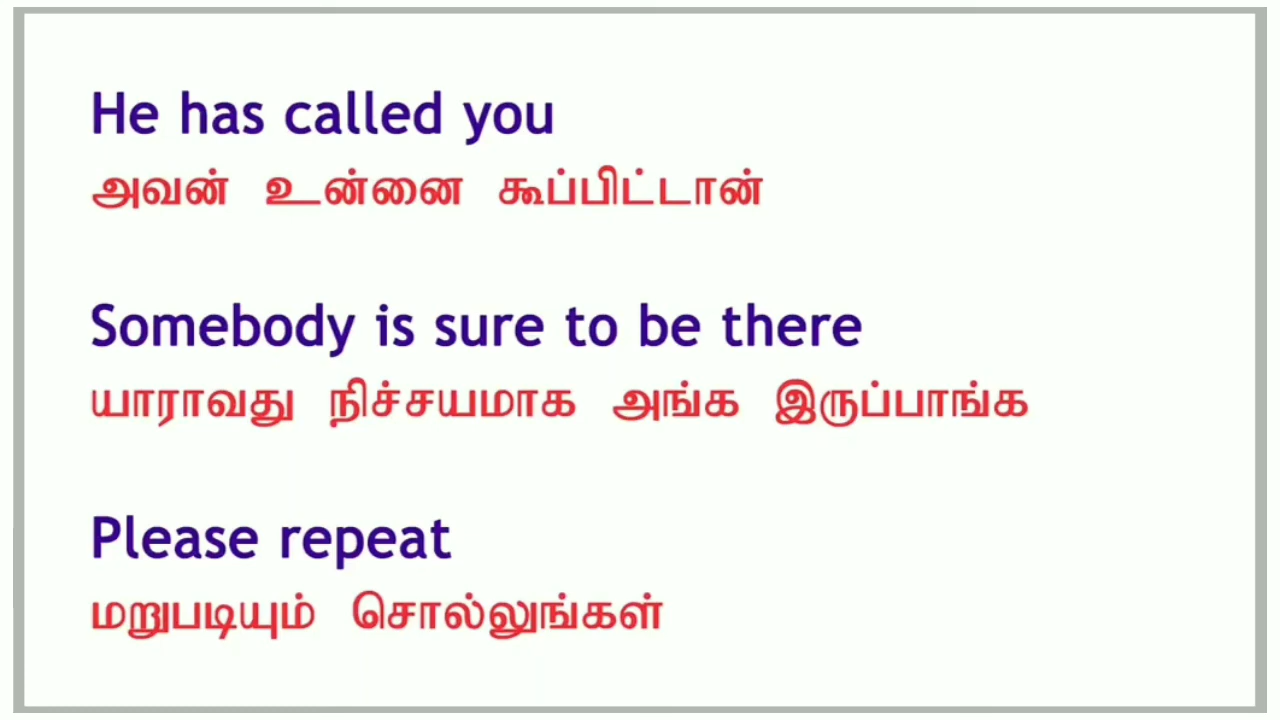 He has called you
அவன் உன்னை கூப்பிட்டான்
Somebody is sure to be there
யாராவது நிச்சயமாக அங்க இருப்பாங்க
Please repeat
மறுபடியும் சொல்லுங்கள்